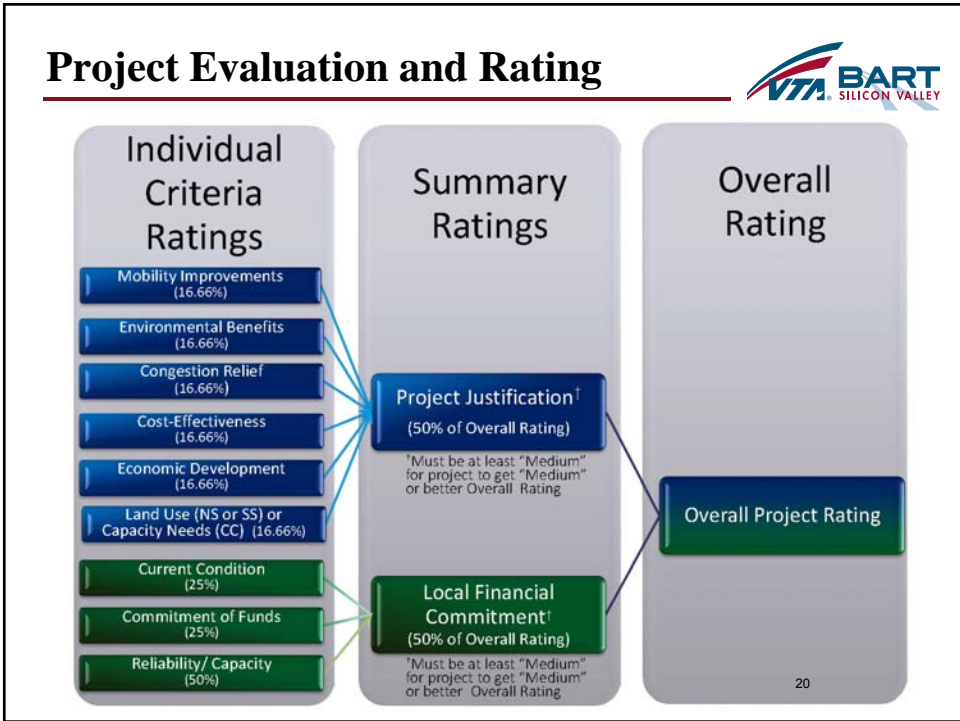 Project Evaluation and Rating
VTA® BART
SILICON VALLEY
Individual
Criteria
Ratings
Mobility Improvements
(16.66%)
Environmental Benefits
(16.66%)
Congestion Relief
(16.66%)
Cost-Effectiveness
(16.66%)
Economic Development
(16.66%)
Land Use (NS or SS) or
Capacity Needs (CC) (16.66%)
Current Condition
(25%)
Commitment of Funds
(25%)
Reliability/ Capacity
(50%)
Summary
Ratings
Project Justification†
(50% of Overall Rating)
†Must be at least “Medium”
for project to get “Medium”
or better Overall Rating
Local Financial
Commitment†
(50% of Overall Rating)
†Must be at least “Medium”
for project to get “Medium”
or better Overall Rating
Overall
Rating
Overall Project Rating
20